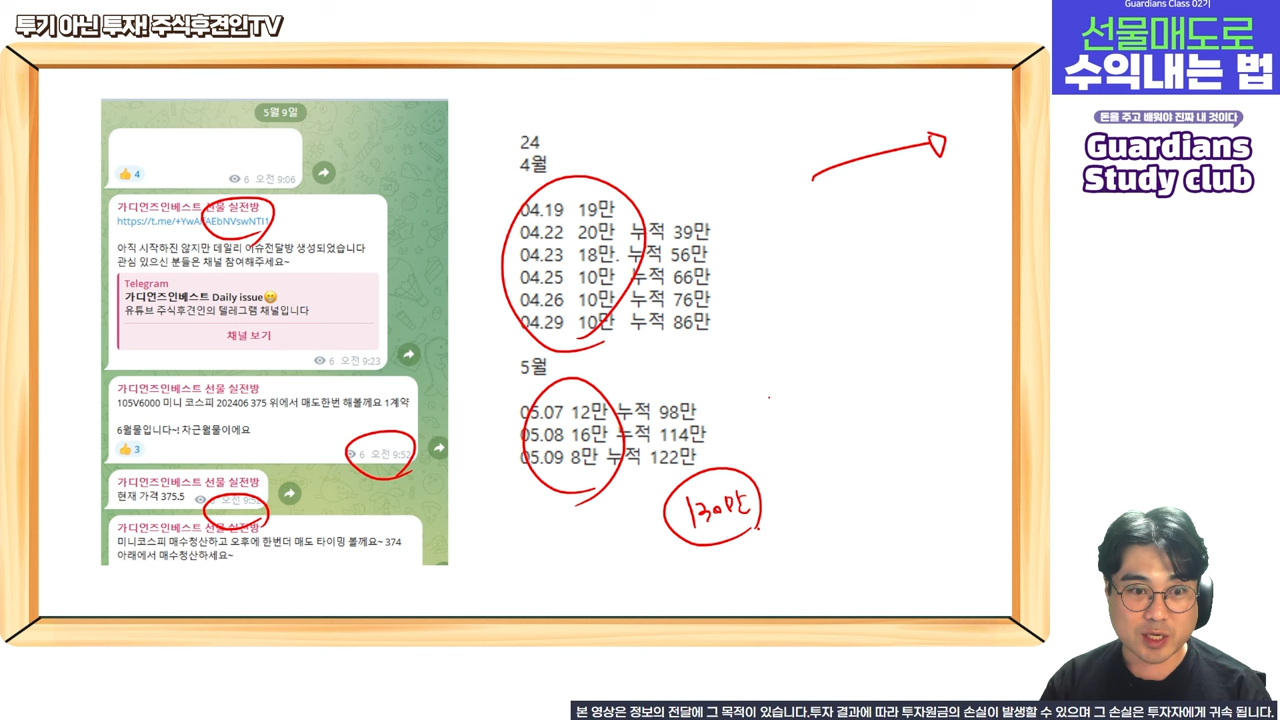 투기 아닌 투자! 주식후견인TV
Guardians Class 02기
선물매도로
수익내는 법
돈을 주고 배워야 진짜 내 것이다
Guardians
Study club
5월 9일
4
6 오전 9:06
가디언즈인베스트 선물 실전방
아직 시작하진 않지만 데일리 이슈전달방 생성되었습니다
관심 있으신 분들은 채널 참여해주세요~
Telegram
가디언즈인베스트 Daily issue😀
유튜브 주식후견인의 텔레그램 채널입니다
채널 보기
6 오전 9:23
가디언즈인베스트 선물 실전방
105V6000 미니 코스피 202406 375 위에서 매도한번 해볼께요 1계약
6월물입니다~! 차근월물이에요
3
6 오전 9:52
가디언즈인베스트 선물 실전방
현재 가격 375.5
오전
가디언즈인베스트 선물 실전방
미니코스피 매수청산하고 오후에 한번더 매도 타이밍 볼께요~ 374
아래에서 매수청산하세요~
24
4월
04.19 19만
04.22 20만 누적 39만
04.23 18만. 누적 56만
04.25 10만 누적 66만
04.26 10만 누적 76만
04.29 10만 누적 86만
5월
05.07 12만 누적 98만
05.08 16만 누적 114만
05.09 8만 누적 122만
130만
본 영상은 정보의 전달에 그 목적이 있습니다.투자 결과에 따라 투자원금의 손실이 발생할 수 있으며 그 손실은 투자자에게 귀속 됩니다.